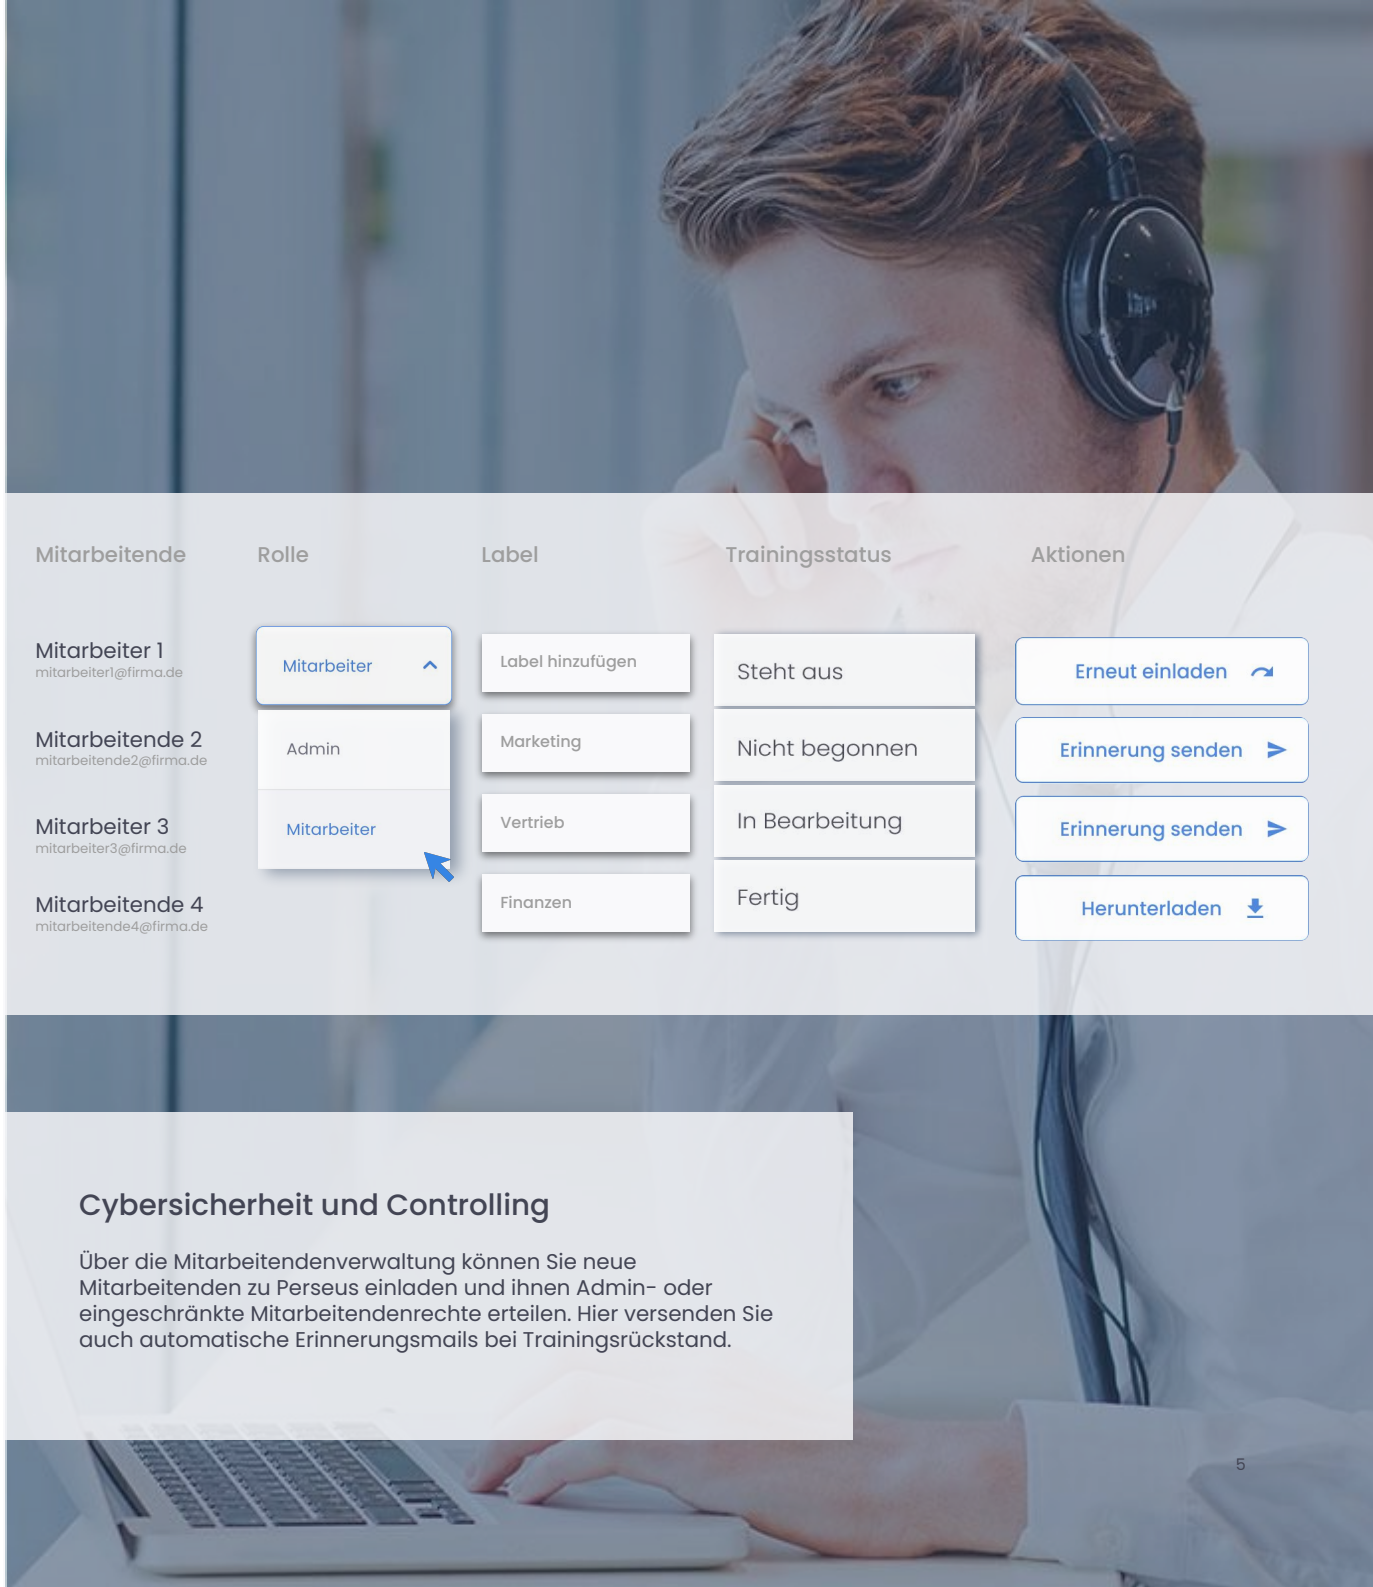 Mitarbeitende Rolle Label Trainingsstatus Aktionen
Mitarbeiter 1 Mitarbeiter Label hinzufügen Steht aus Erneut einladen
mitarbeiter1@firma.de
Mitarbeitende 2 Admin Marketing Nicht begonnen Erinnerung senden
mitarbeitende2@firma.de
Mitarbeiter 3 Mitarbeiter Vertrieb In Bearbeitung Erinnerung senden
mitarbeiter3@firma.de
Mitarbeitende 4 Finanzen Fertig Herunterladen
mitarbeitende4@firma.de
Cybersicherheit und Controlling
Über die Mitarbeitendenverwaltung können Sie neue
Mitarbeitenden zu Perseus einladen und ihnen Admin- oder
eingeschränkte Mitarbeitendenrechte erteilen. Hier versenden Sie
auch automatische Erinnerungsmails bei Trainingsrückstand.
5